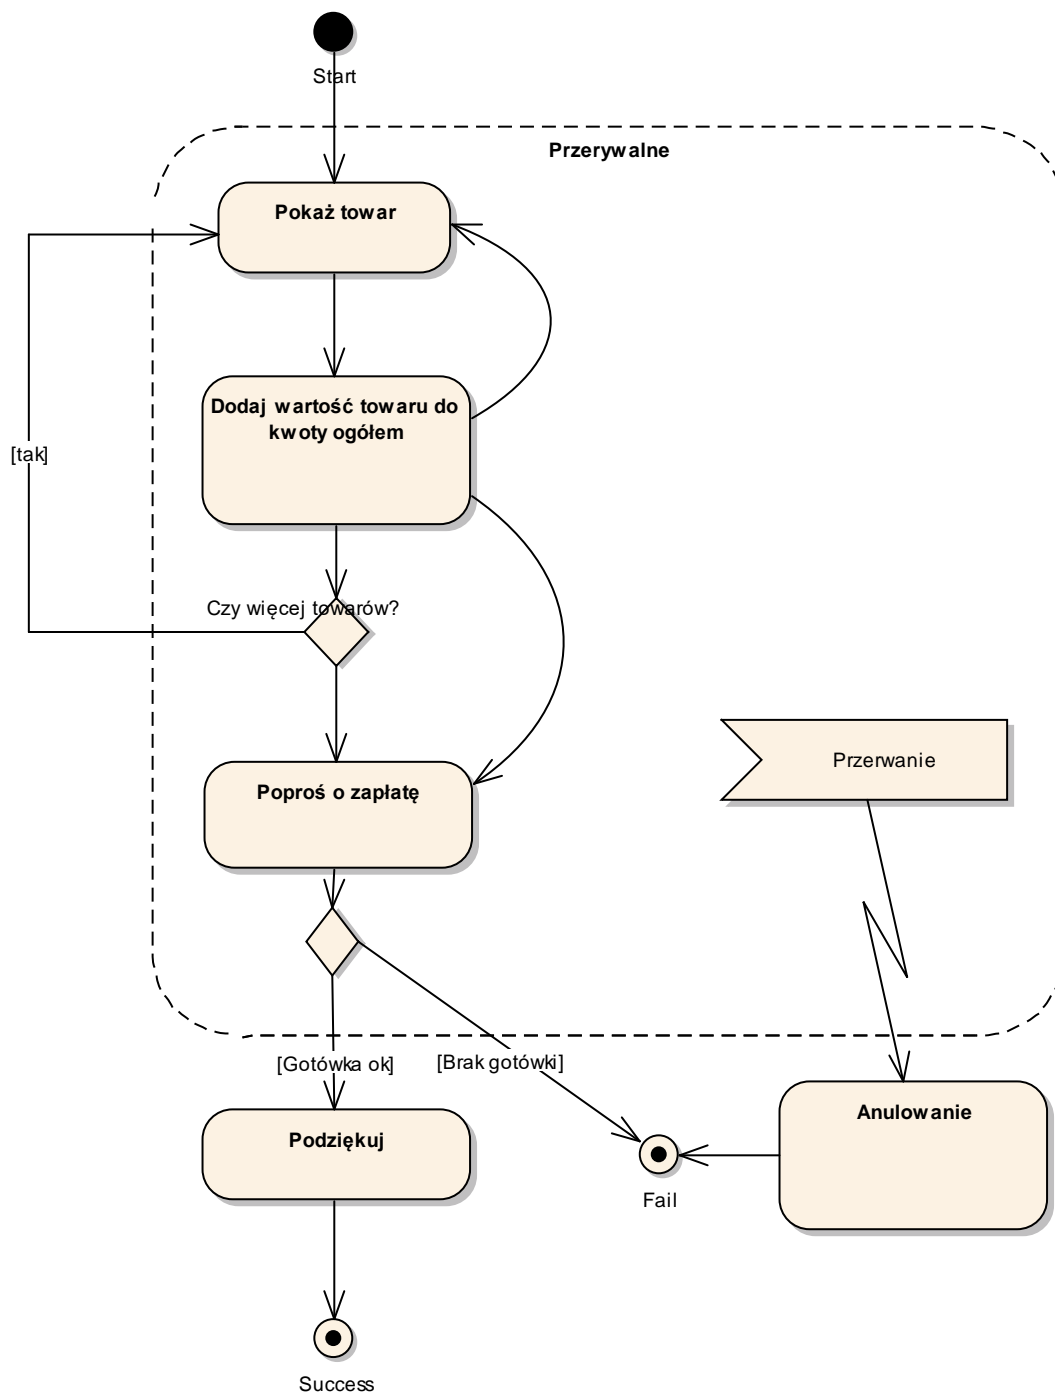 Start
Przerywalne
Pokaż towar
Dodaj wartość towaru do
kwoty ogółem
[tak]
Czy więcej towarów?
Przerwanie
Poproś o zapłatę
[Gotówka ok]
[Brak gotówki]
Anulowanie
Podziękuj
Fail
Success